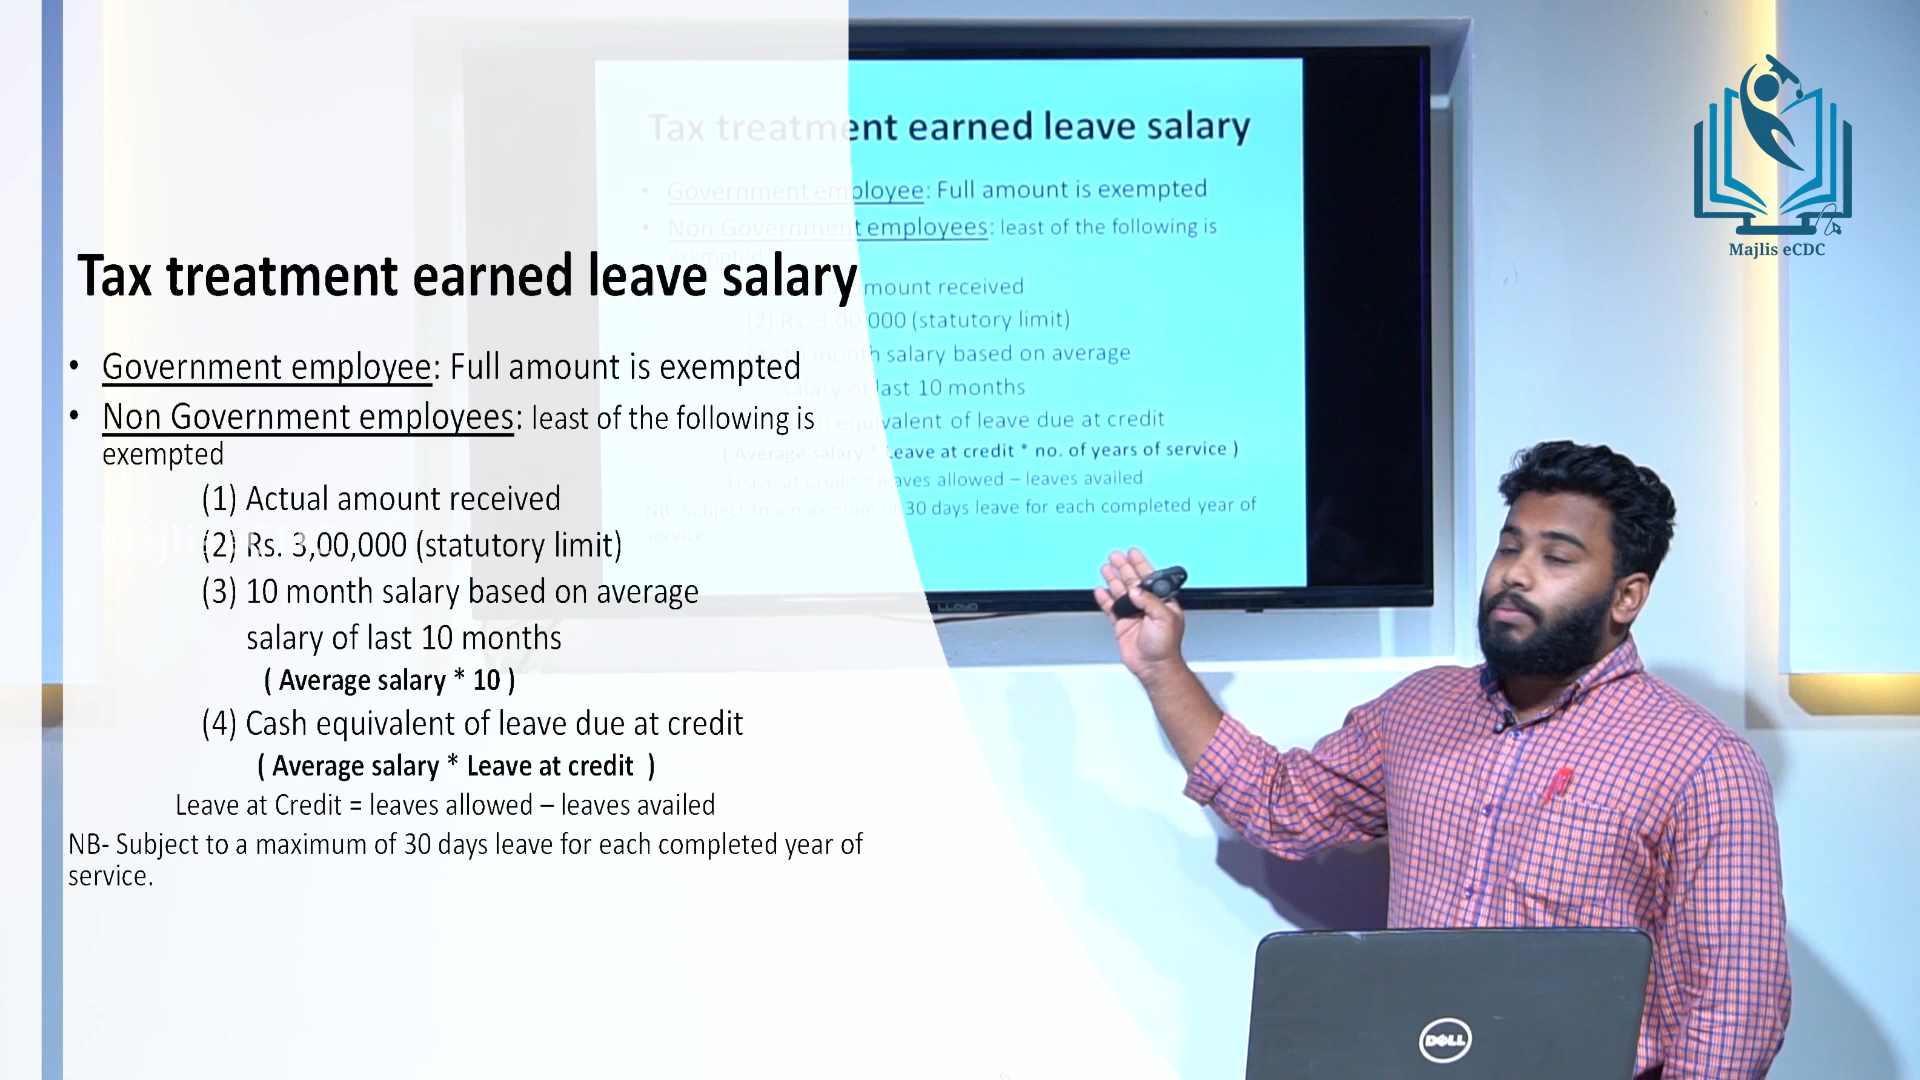 Tax treatment earned leave salary
• Government employee: Full amount is exempted
• Non Government employees: least of the following is
exempted
(1) Actual amount received
(2) Rs. 3,00,000 (statutory limit)
(3) 10 month salary based on average
salary of last 10 months
( Average salary * 10 )
(4) Cash equivalent of leave due at credit
( Average salary * Leave at credit )
Leave at Credit = leaves allowed – leaves availed
NB- Subject to a maximum of 30 days leave for each completed year of
service.
Majlis eCDC
Tax treatment earned leave salary
• Government employee: Full amount is exempted
• Non Government employees: least of the following is
exempted
amount received
(2) Rs. 3,00,000 (statutory limit)
month salary based on average
salary of last 10 months
equivalent of leave due at credit
( Average salary * Leave at credit * no. of years of service )
Leave at Credit = leaves allowed – leaves availed
NB- Subject to a maximum of 30 days leave for each completed year of
service.
LLOYD
Majlis eCDC
DELL